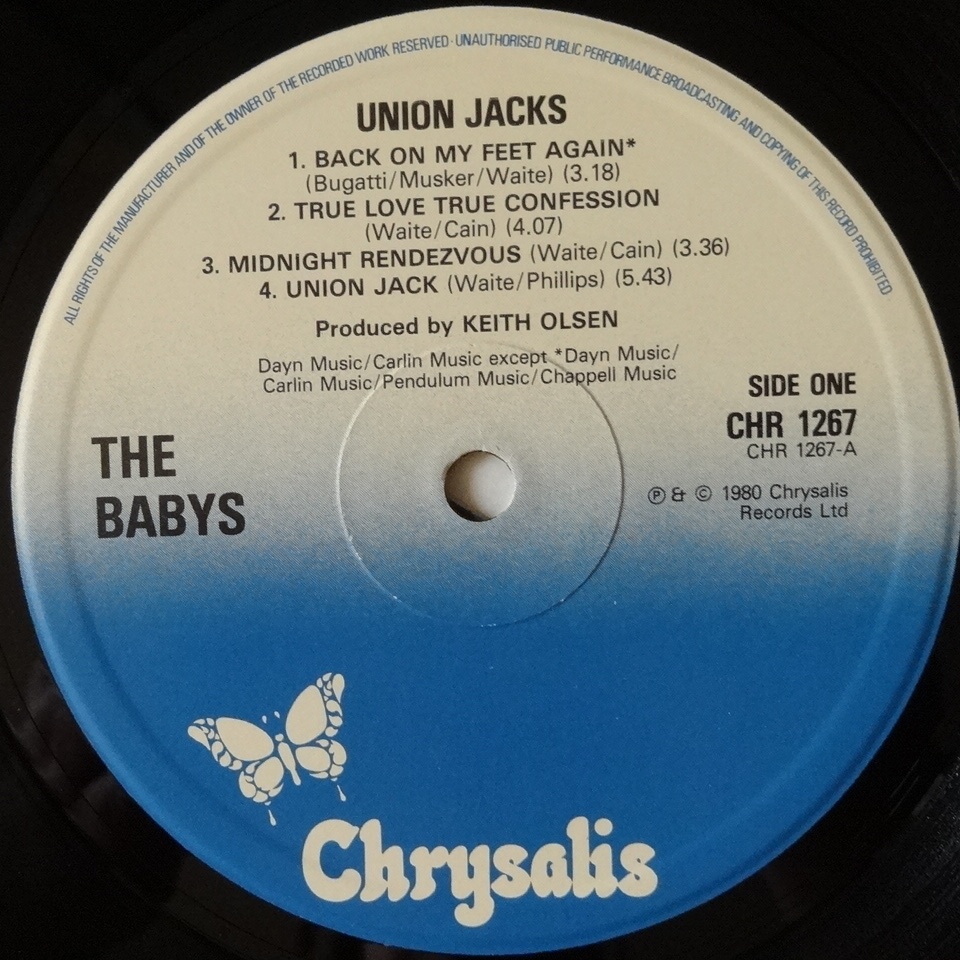 ALL RIGHTS OF THE MANUFACTURER AND OF THE OWNER OF THE RECORDED WORK RESERVED · UNAUTHORISED PUBLIC PERFORMANCE BROADCASTING AND COPYING OF THIS RECORD PROHIBITED
UNION JACKS
1. BACK ON MY FEET AGAIN*
(Bugatti/Musker/Waite) (3.18)
2. TRUE LOVE TRUE CONFESSION
(Waite/Cain) (4.07)
3. MIDNIGHT RENDEZVOUS (Waite/Cain) (3.36)
4. UNION JACK (Waite/Phillips) (5.43)
Produced by KEITH OLSEN
Dayn Music/Carlin Music except *Dayn Music/
Carlin Music/Pendulum Music/Chappell Music
SIDE ONE
CHR 1267
CHR 1267-A
℗ & © 1980 Chrysalis
Records Ltd
THE
BABYS
Chrysalis